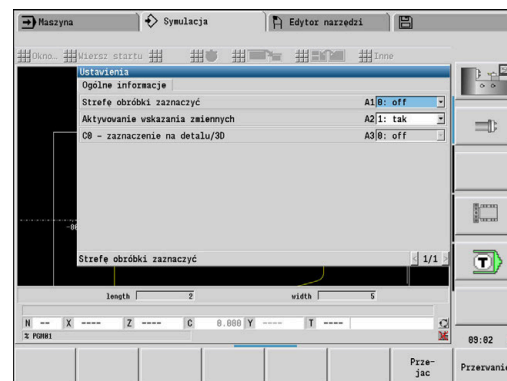 Maszyna Symulacja Edytor narzędzi
Okno… Wiersz startu Inne
Ustawienia
Ogólne informacje
Strefę obróbki zaznaczyć A1 0: off
Aktywowanie wskazania zmiennych A2 1: tak
C0 - zaznaczenie na detalu/3D A3 0: off
Strefę obróbki zaznaczyć 1/1
length 2 width 5
N -- X ---- Z ---- C 0.000 Y ---- T ----
% PGMH1
09:02
Prze-
jac
Przerwanie